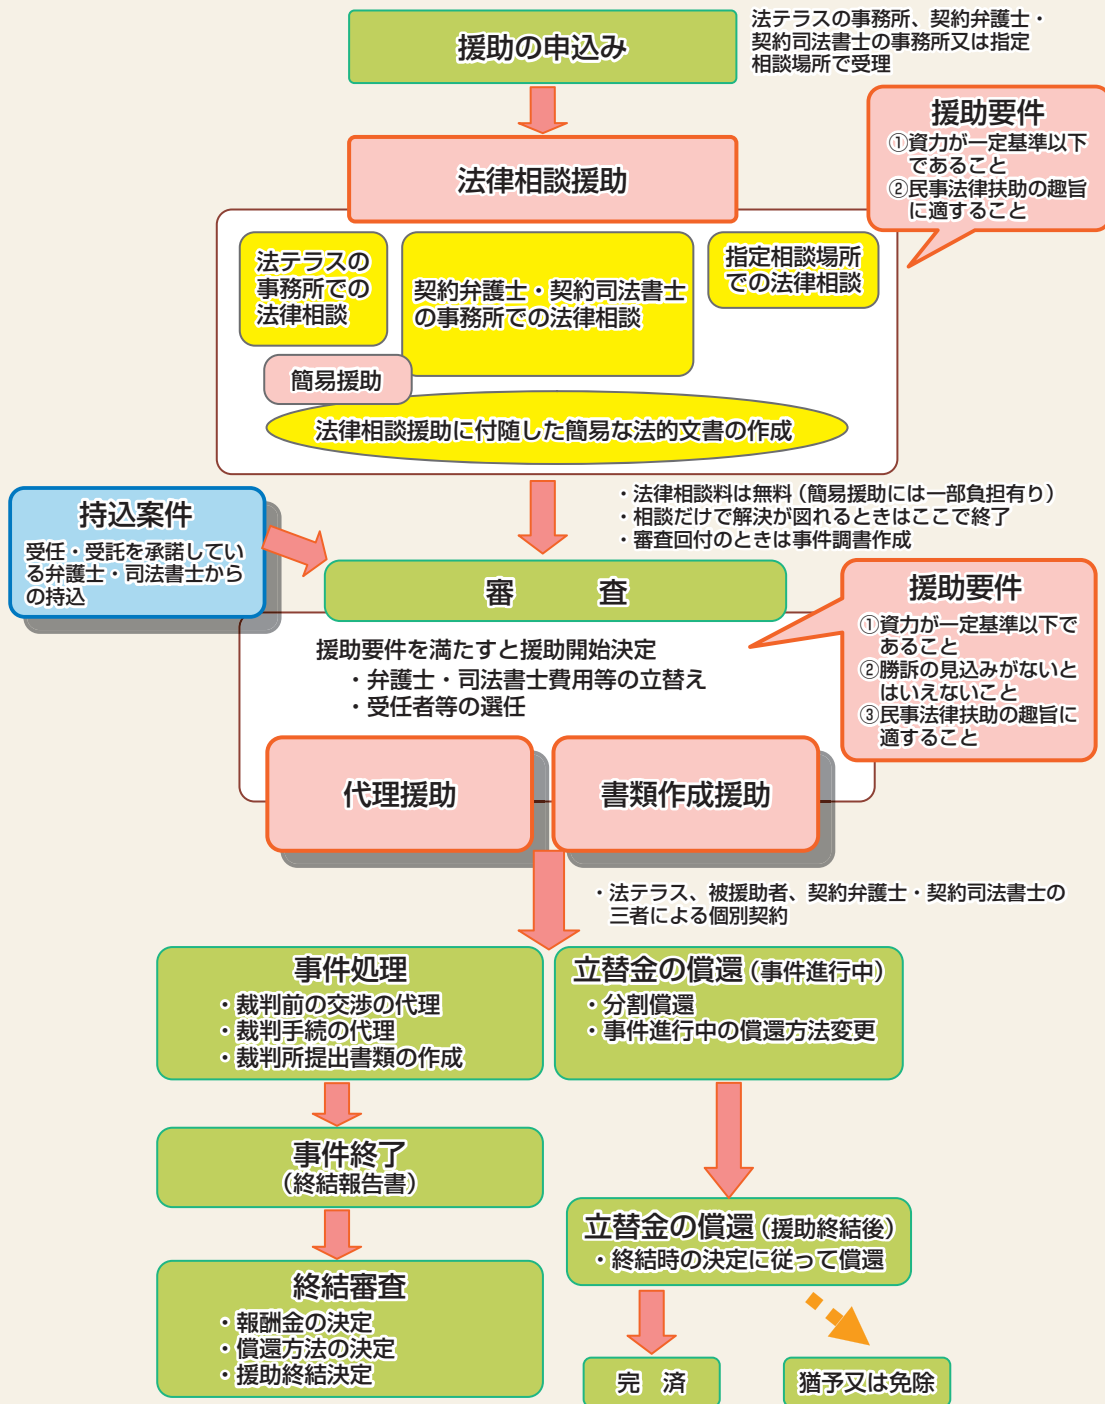 援助の申込み
法テラスの事務所、契約弁護士・
契約司法書士の事務所又は指定
相談場所で受理
援助要件
①資力が一定基準以下
であること
②民事法律扶助の趣旨
に適すること
法律相談援助
法テラスの
事務所での
法律相談
契約弁護士・契約司法書士
の事務所での法律相談
指定相談場所
での法律相談
簡易援助
法律相談援助に付随した簡易な法的文書の作成
・法律相談料は無料（簡易援助には一部負担有り）
・相談だけで解決が図れるときはここで終了
・審査回付のときは事件調書作成
持込案件
受任・受託を承諾してい
る弁護士・司法書士から
の持込
審　査
援助要件を満たすと援助開始決定
・弁護士・司法書士費用等の立替え
・受任者等の選任
援助要件
①資力が一定基準以下で
あること
②勝訴の見込みがないと
はいえないこと
③民事法律扶助の趣旨に
適すること
代理援助
書類作成援助
・法テラス、被援助者、契約弁護士・契約司法書士の
三者による個別契約
事件処理
・裁判前の交渉の代理
・裁判手続の代理
・裁判所提出書類の作成
立替金の償還（事件進行中）
・分割償還
・事件進行中の償還方法変更
事件終了
（終結報告書）
立替金の償還（援助終結後）
・終結時の決定に従って償還
終結審査
・報酬金の決定
・償還方法の決定
・援助終結決定
完　済
猶予又は免除